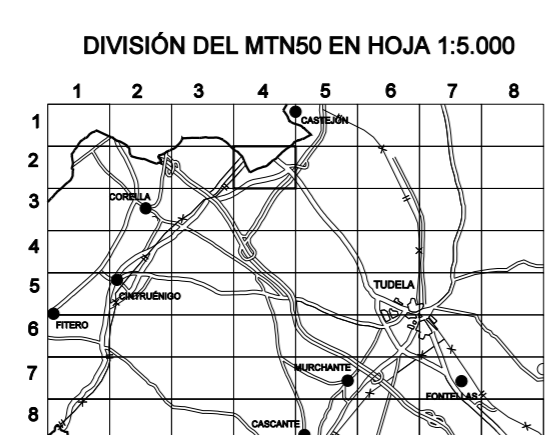 DIVISIÓN DEL MTN50 EN HOJA 1:5.000
1 2 3 4 5 6 7 8
1
CASTEJÓN
2
3
CORELLA
4
5
TUDELA
CINTRUÉNIGO
6
FITERO
7
MURCHANTE
FONTELLAS
8
CASCANTE